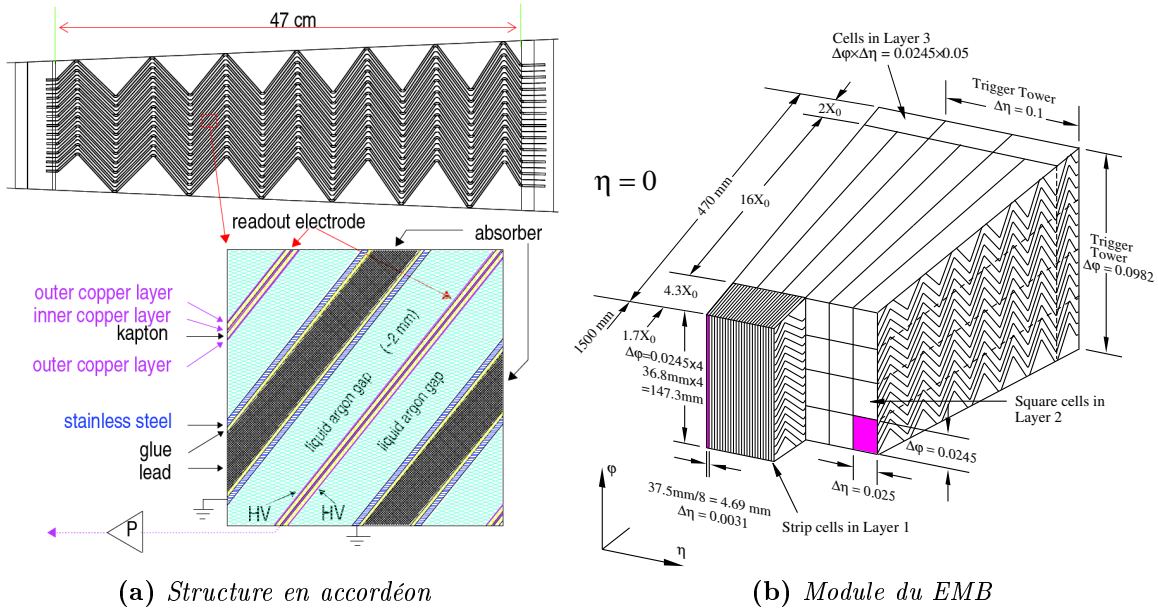 47 cm
readout electrode
absorber
outer copper layer
inner copper layer
kapton
outer copper layer
stainless steel
glue
lead
liquid argon gap
(~2 mm)
liquid argon gap
HV
HV
P
(a) Structure en accordéon
Cells in Layer 3
Δφ×Δη = 0.0245×0.05
Trigger Tower
Δη = 0.1
2X₀
η = 0
470 mm
16X₀
Trigger
Tower
Δφ = 0.0982
4.3X₀
1500 mm
1.7X₀
Δφ=0.0245x4
36.8mmx4
=147.3mm
Square cells in
Layer 2
Δφ = 0.0245
Δη = 0.025
φ
37.5mm/8 = 4.69 mm
Δη = 0.0031
Strip cells in Layer 1
η
(b) Module du EMB